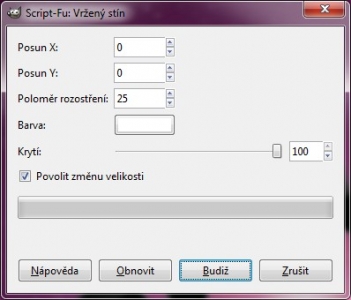 Script-Fu: Vržený stín
Posun X: 0
Posun Y: 0
Poloměr rozostření: 25
Barva:
Krytí: 100
Povolit změnu velikosti
Nápověda Obnovit Budiž Zrušit